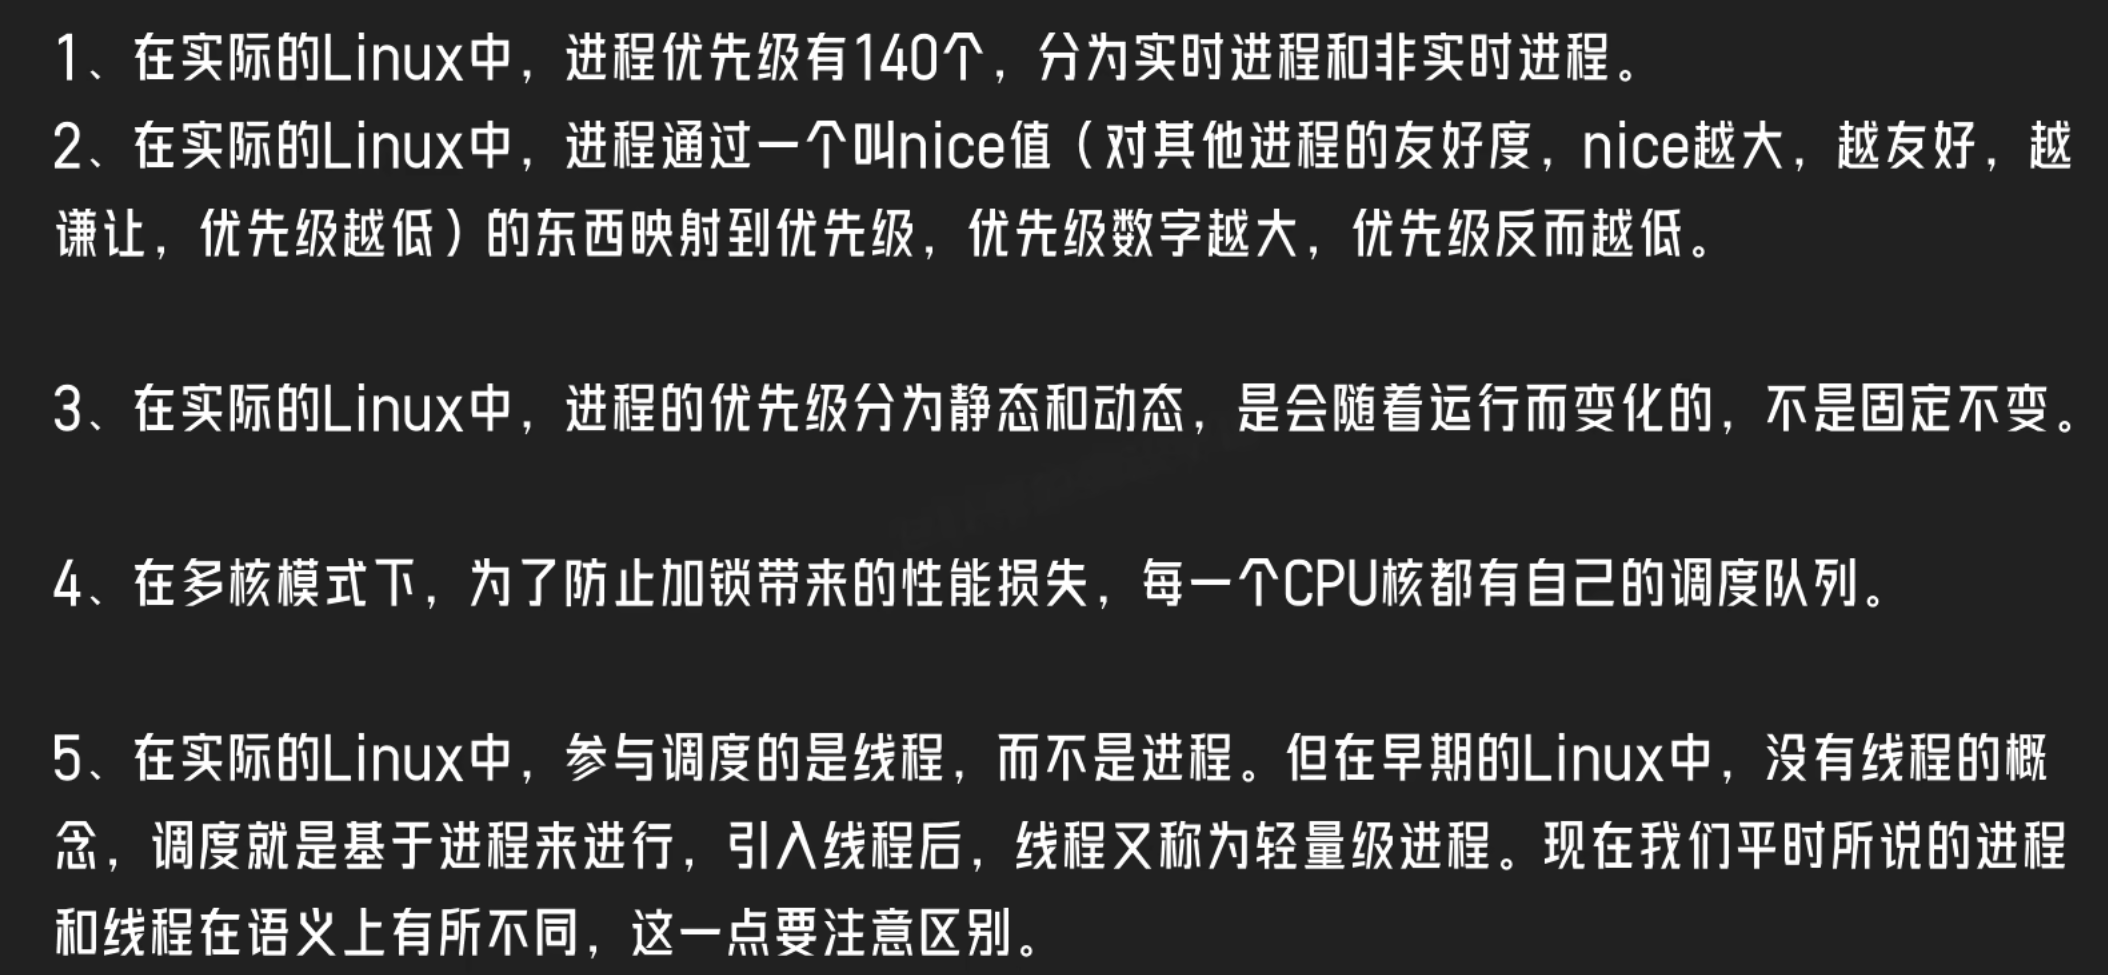 1、在实际的Linux中，进程优先级有140个，分为实时进程和非实时进程。
2、在实际的Linux中，进程通过一个叫nice值（对其他进程的友好度，nice越大，越友好，越
谦让，优先级越低）的东西映射到优先级，优先级数字越大，优先级反而越低。
3、在实际的Linux中，进程的优先级分为静态和动态，是会随着运行而变化的，不是固定不变。
4、在多核模式下，为了防止加锁带来的性能损失，每一个CPU核都有自己的调度队列。
5、在实际的Linux中，参与调度的是线程，而不是进程。但在早期的Linux中，没有线程的概
念，调度就是基于进程来进行，引入线程后，线程又称为轻量级进程。现在我们平时所说的进程
和线程在语义上有所不同，这一点要注意区别。